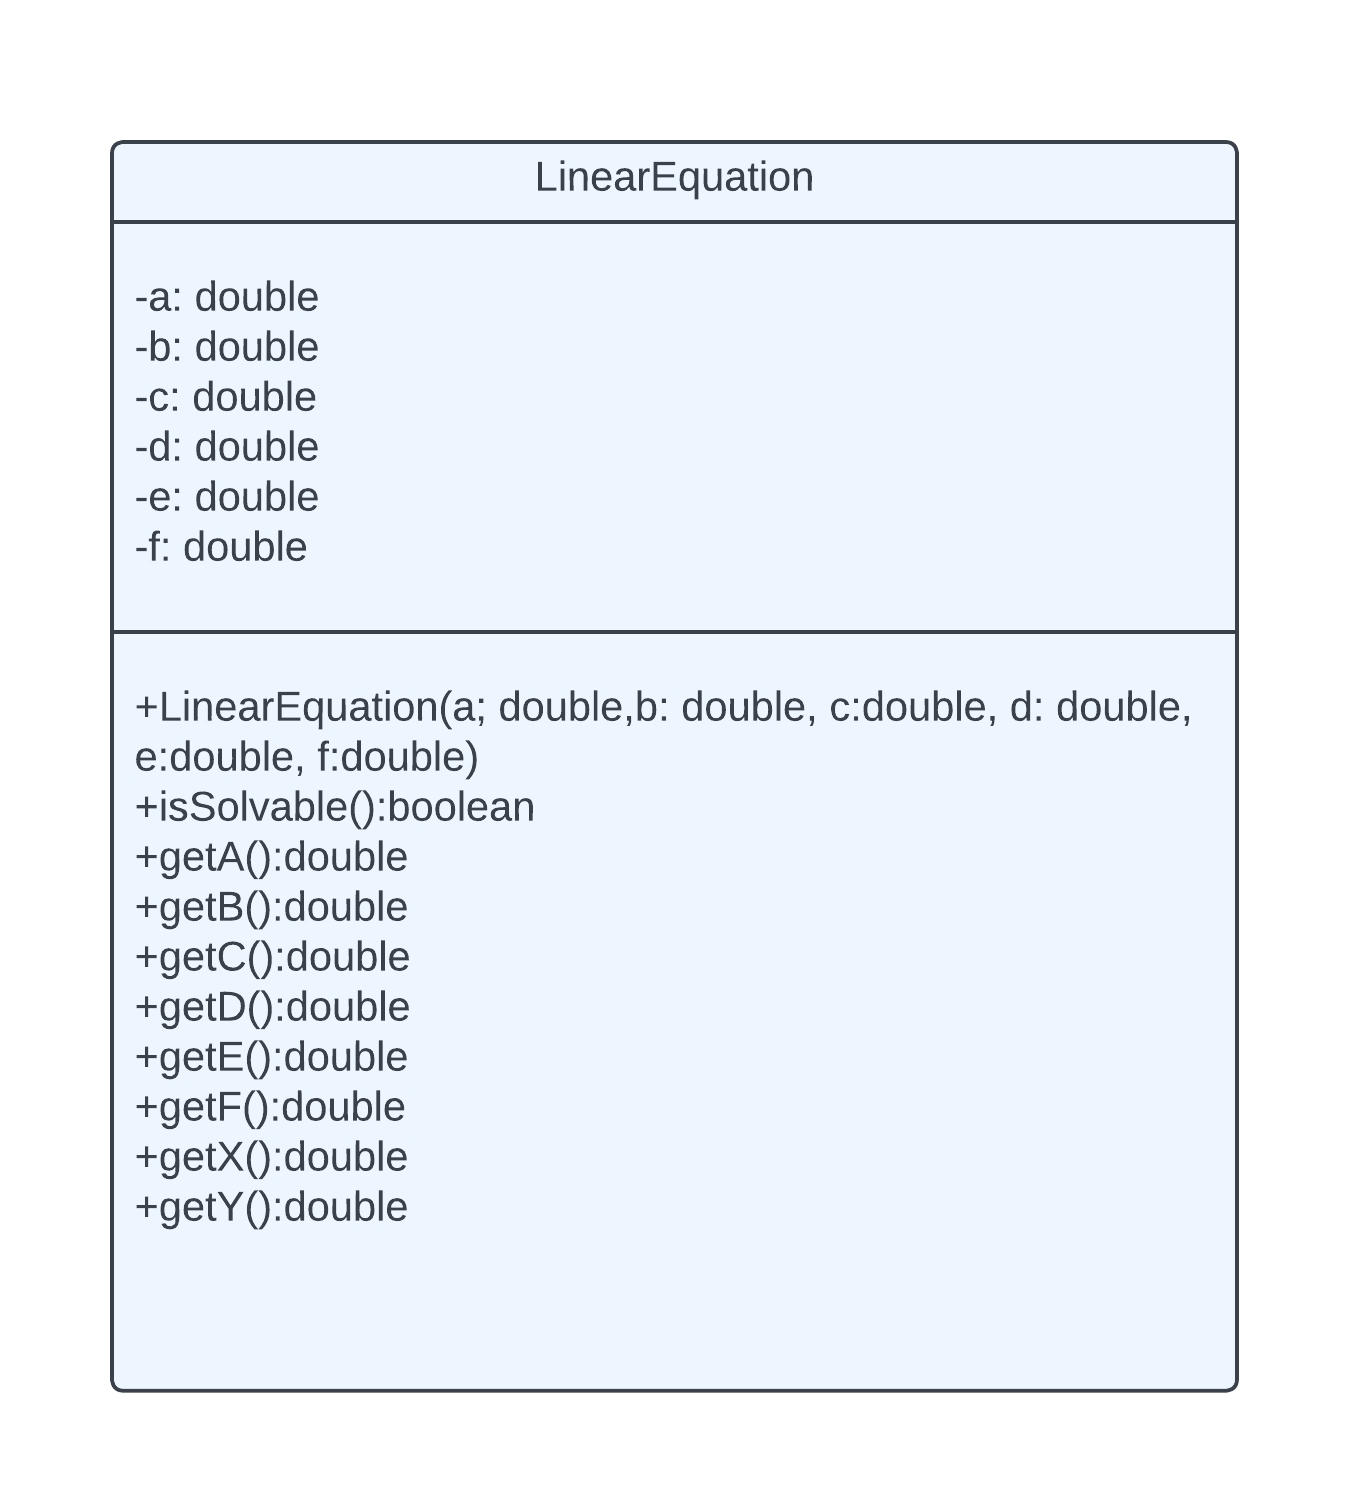 LinearEquation
-a: double
-b: double
-c: double
-d: double
-e: double
-f: double
+LinearEquation(a; double,b: double, c:double, d: double,
e:double, f:double)
+isSolvable():boolean
+getA():double
+getB():double
+getC():double
+getD():double
+getE():double
+getF():double
+getX():double
+getY():double